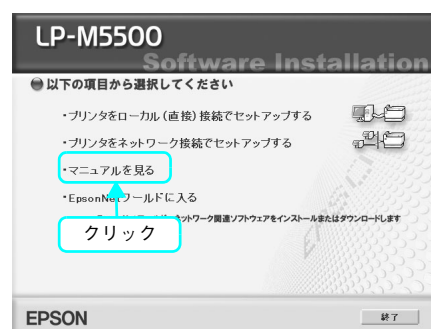 LP-M5500
Software Installation
以下の項目から選択してください
・プリンタをローカル(直接)接続でセットアップする
・プリンタをネットワーク接続でセットアップする
・マニュアルを見る
・EpsonNetワールドに入る
ネットワーク関連ソフトウェアをインストールまたはダウンロードします
クリック
EPSON
終了